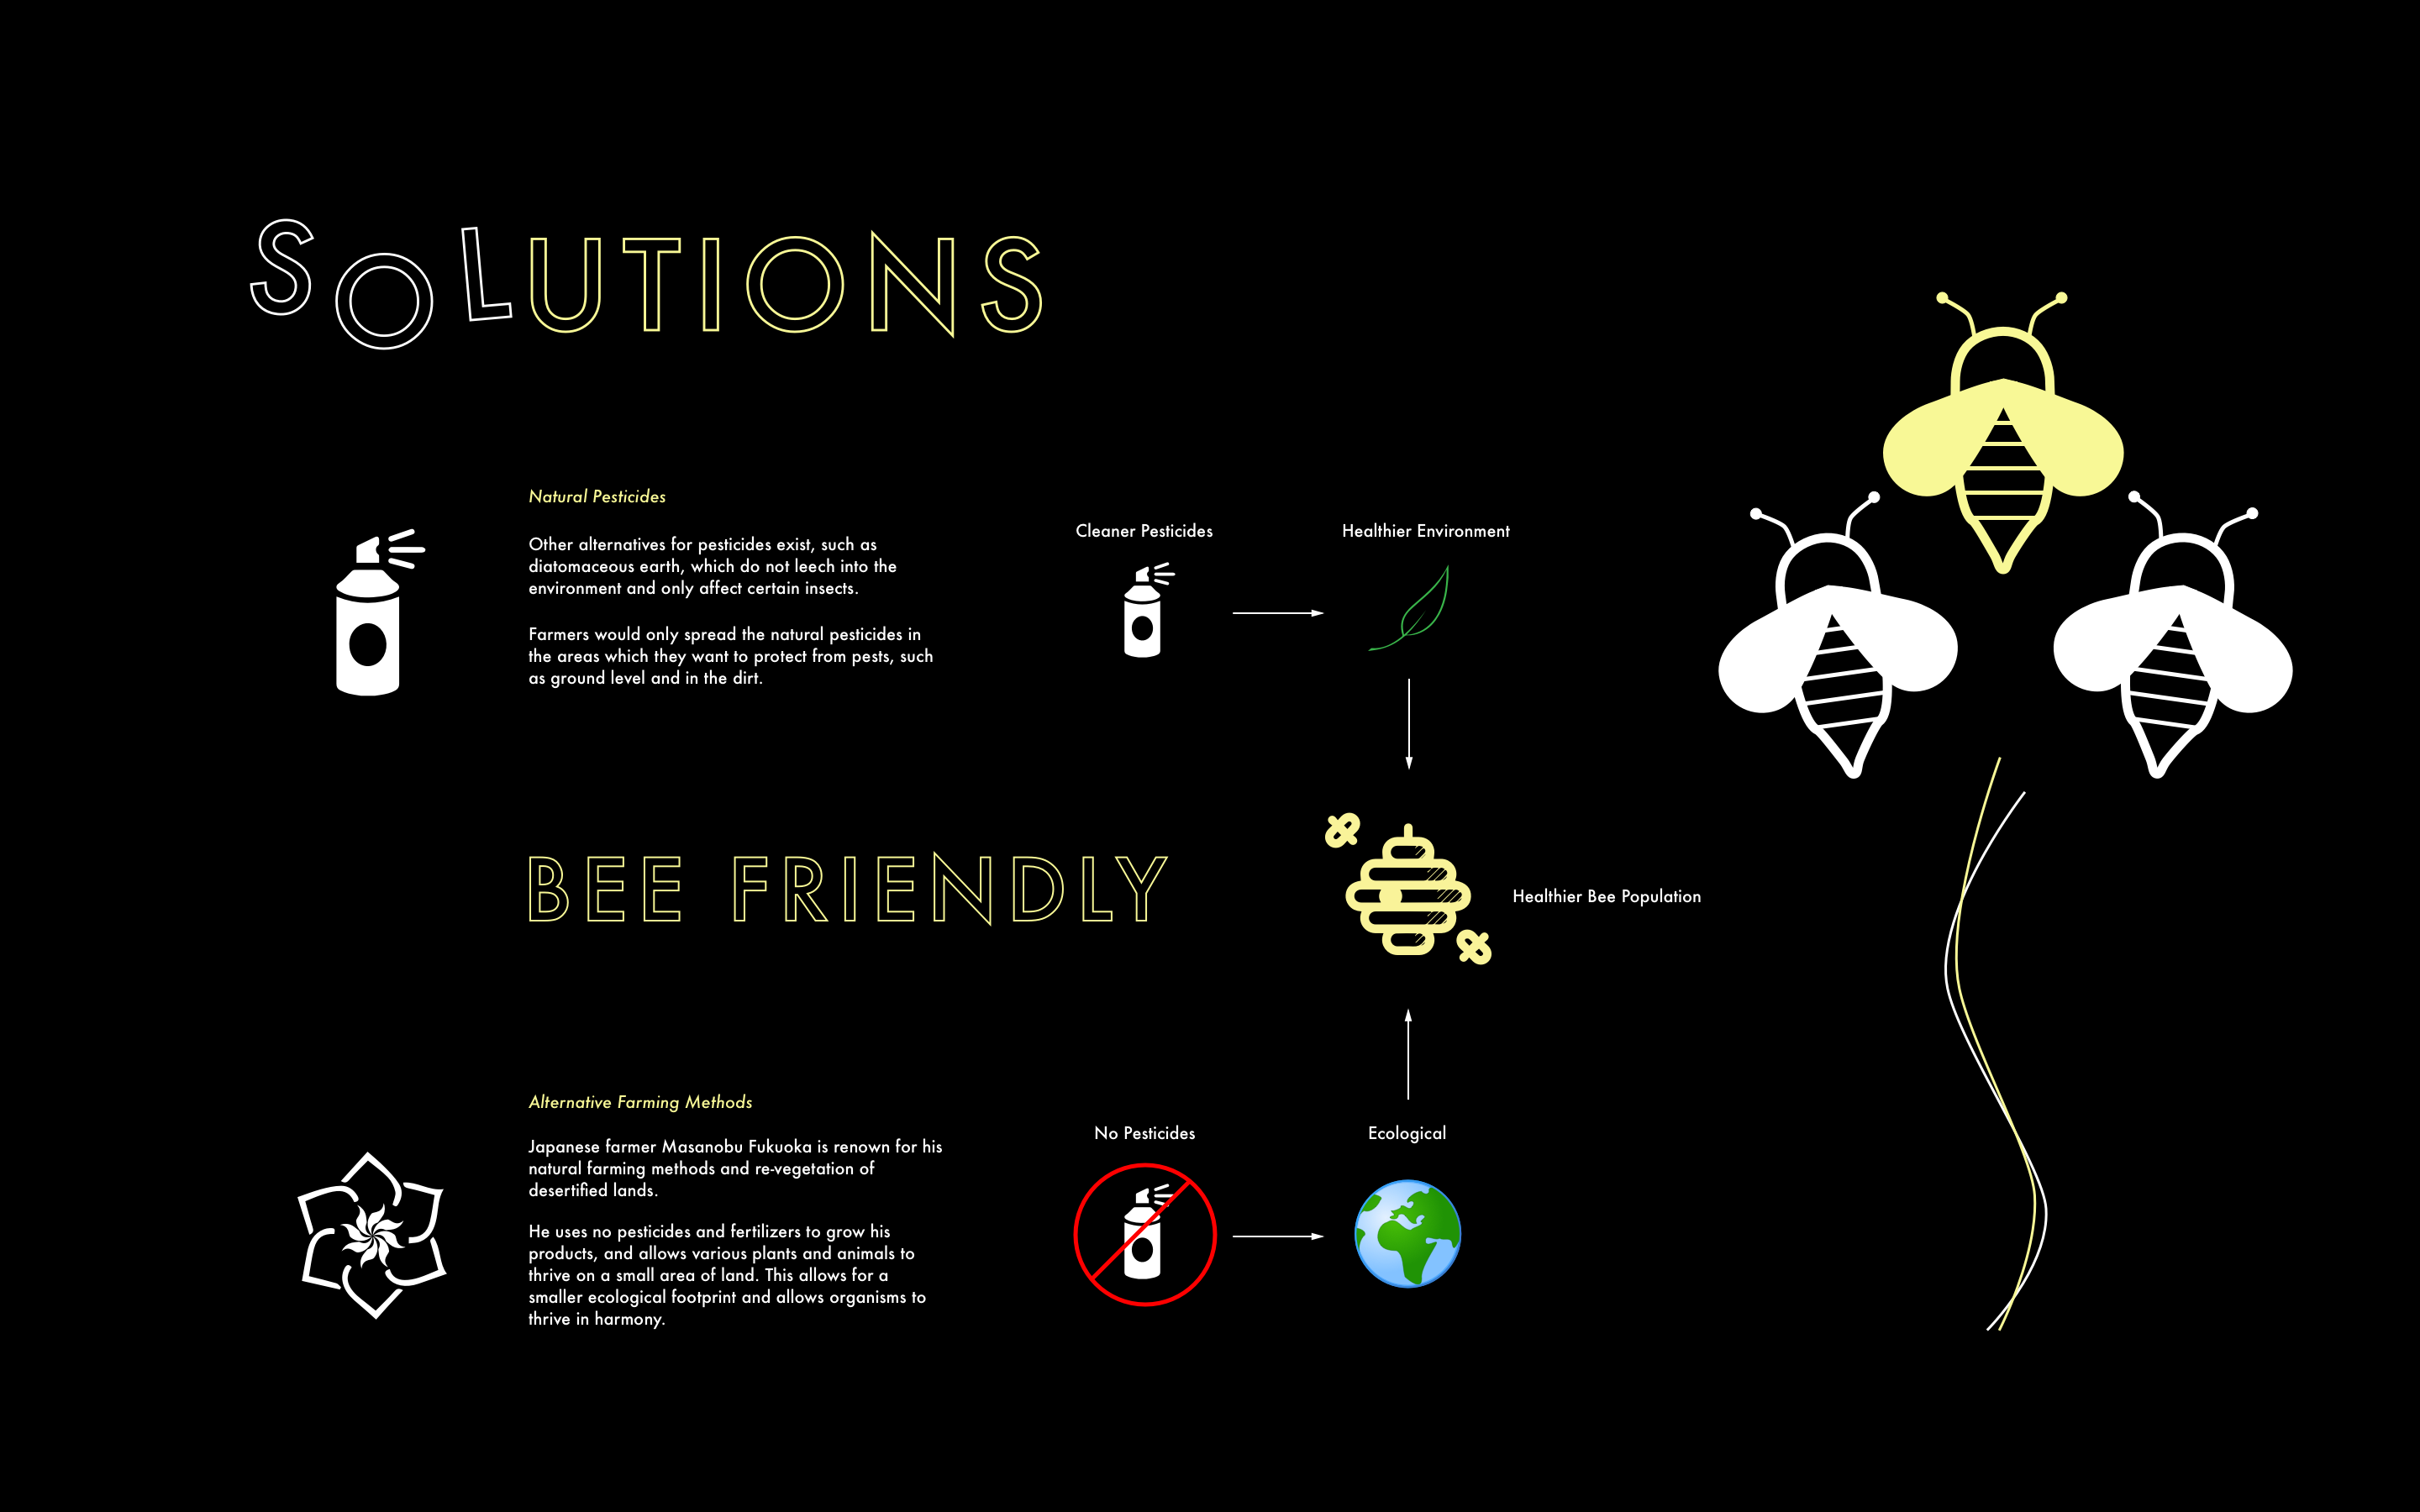 SOLUTIONS
Natural Pesticides
Other alternatives for pesticides exist, such as
diatomaceous earth, which do not leech into the
environment and only affect certain insects.
Farmers would only spread the natural pesticides in
the areas which they want to protect from pests, such
as ground level and in the dirt.
Cleaner Pesticides
Healthier Environment
BEE FRIENDLY
Healthier Bee Population
Alternative Farming Methods
Japanese farmer Masanobu Fukuoka is renown for his
natural farming methods and re-vegetation of
desertified lands.
He uses no pesticides and fertilizers to grow his
products, and allows various plants and animals to
thrive on a small area of land. This allows for a
smaller ecological footprint and allows organisms to
thrive in harmony.
No Pesticides
Ecological